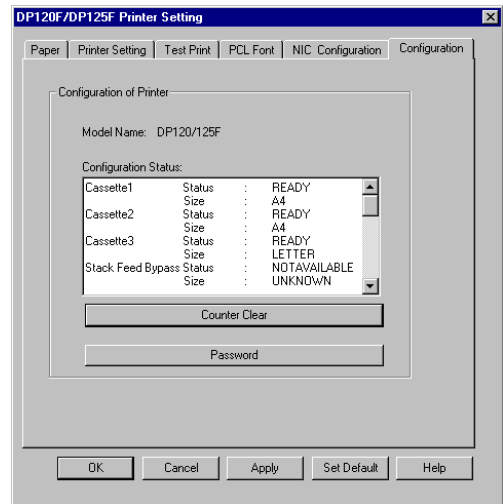 DP120F/DP125F Printer Setting
Paper Printer Setting Test Print PCL Font NIC Configuration Configuration
Configuration of Printer
Model Name: DP120/125F
Configuration Status:
Cassette1 Status : READY
Size : A4
Cassette2 Status : READY
Size : A4
Cassette3 Status : READY
Size : LETTER
Stack Feed Bypass Status : NOTAVAILABLE
Size : UNKNOWN
Counter Clear
Password
OK Cancel Apply Set Default Help